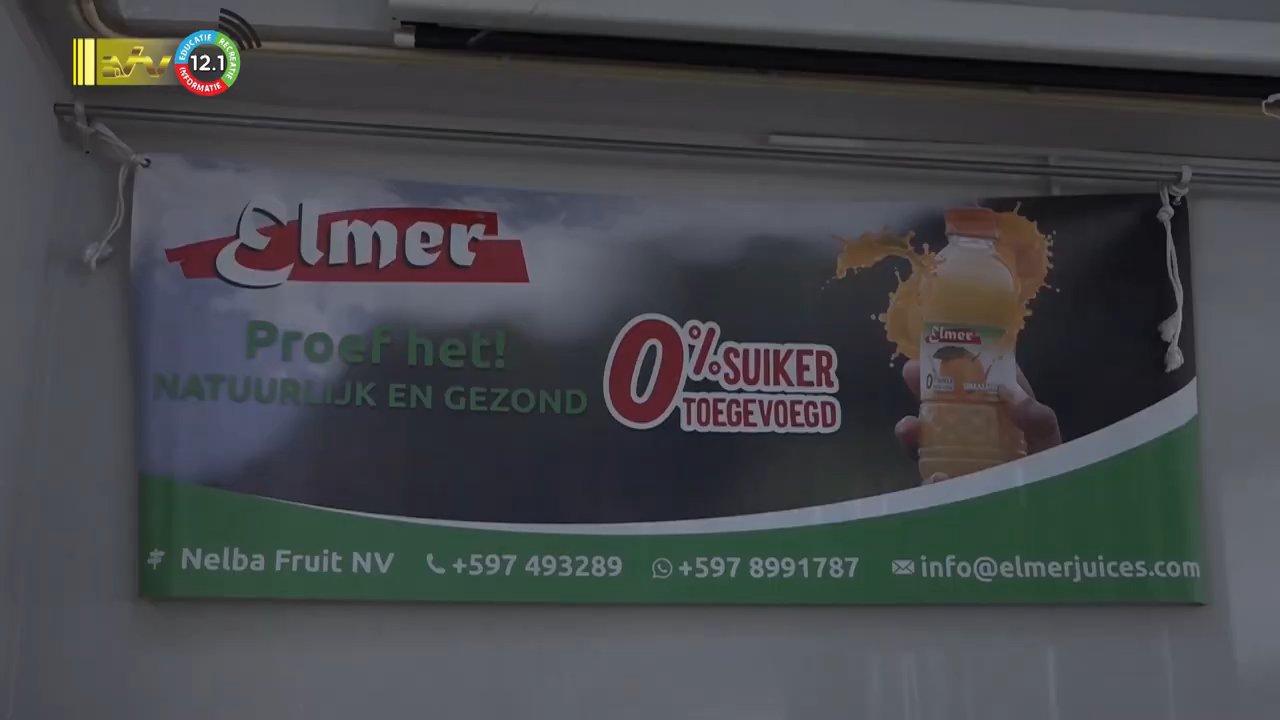 EDUCATIE
RECREATIE
INFORMATIE
12.1
Elmer
Proef het!
NATUURLIJK EN GEZOND
0% SUIKER
TOEGEVOEGD
Elmer
Nelba Fruit NV
+597 493289
+597 8991787
info@elmerjuices.com